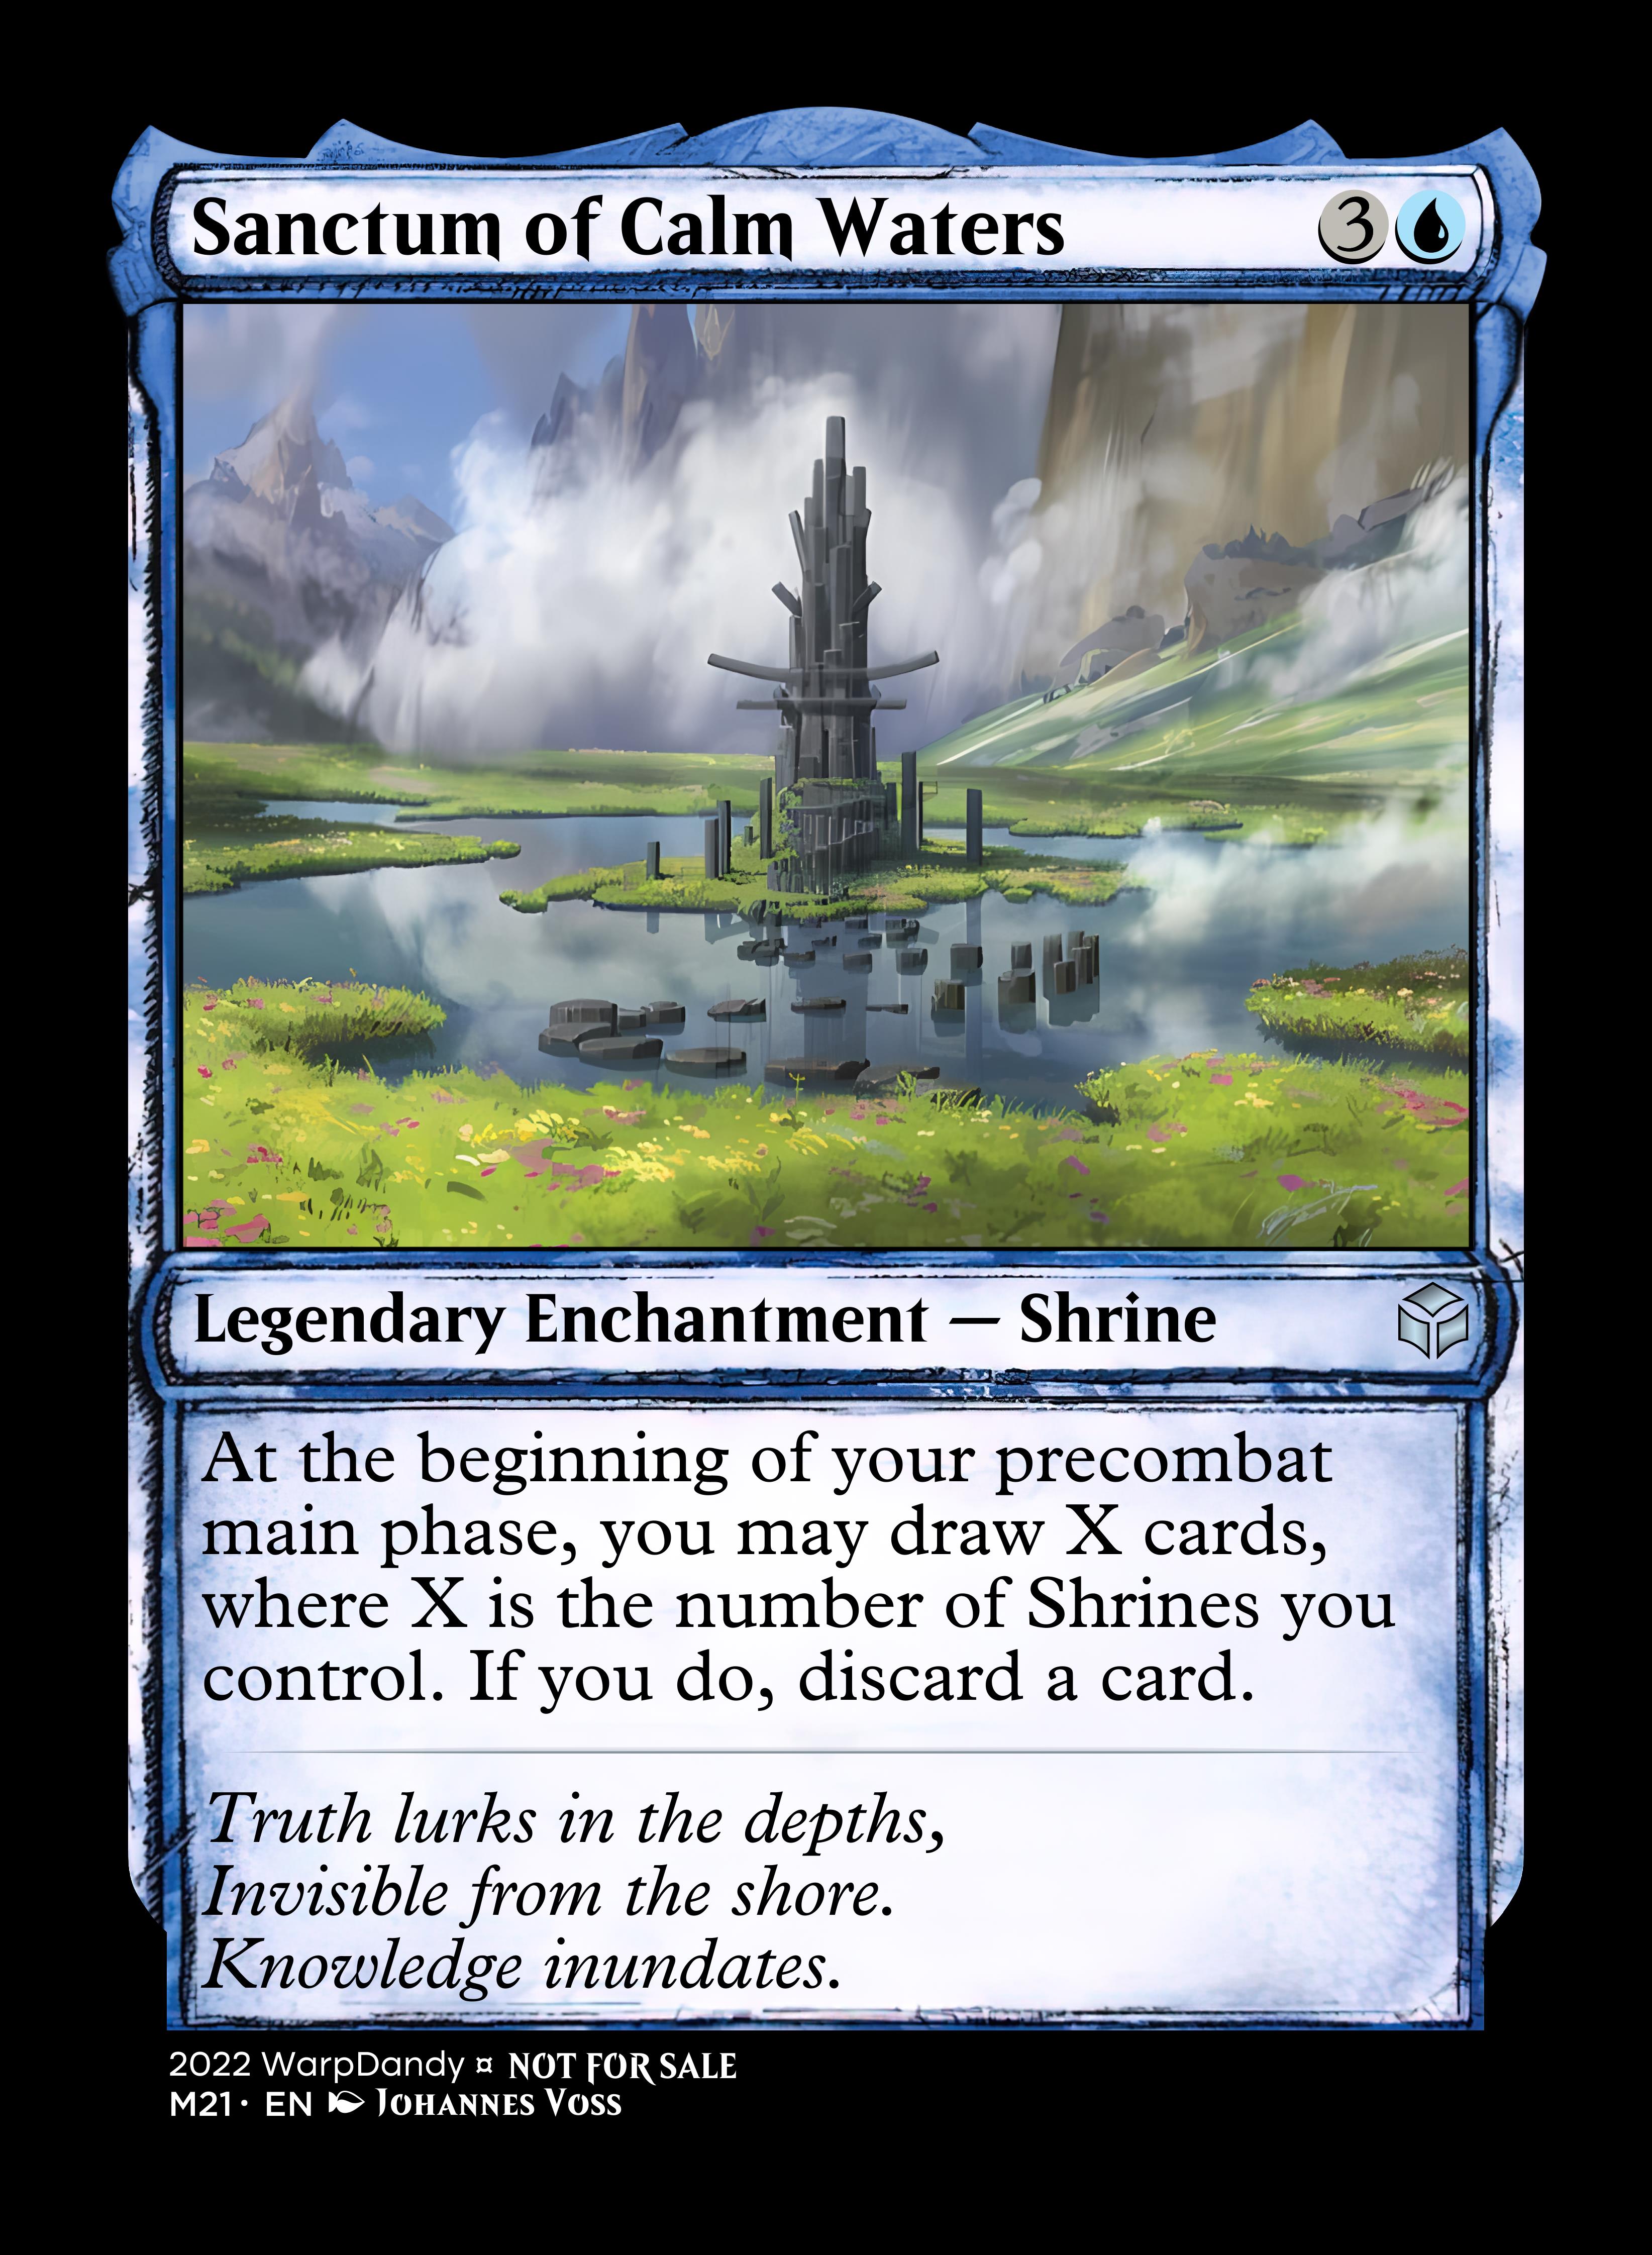 Sanctum of Calm Waters 3
Legendary Enchantment — Shrine
At the beginning of your precombat
main phase, you may draw X cards,
where X is the number of Shrines you
control. If you do, discard a card.
Truth lurks in the depths,
Invisible from the shore.
Knowledge inundates.
2022 WarpDandy ¤ NOT FOR SALE
M21 · EN Johannes Voss